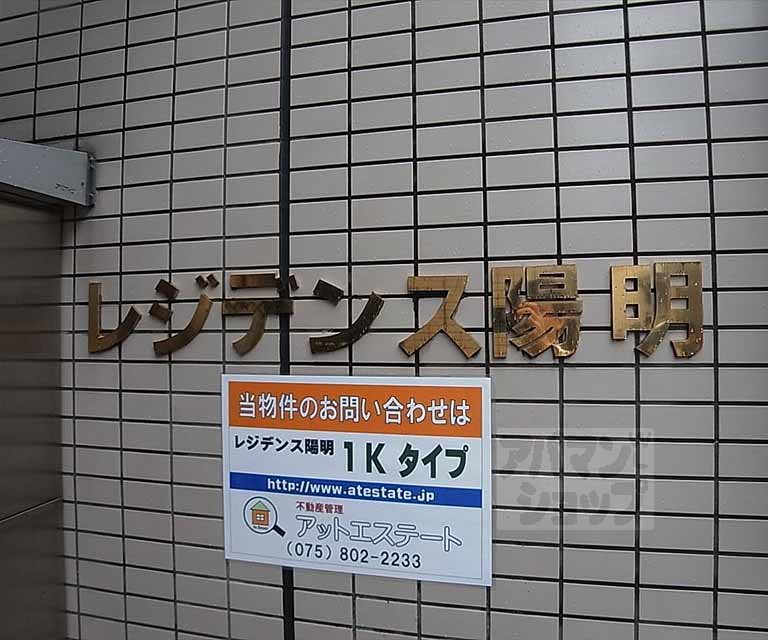 レジデンス陽明
当物件のお問い合わせは
レジデンス陽明 1K タイプ
http://www.atestate.jp
不動産管理
アットエステート
(075) 802-2233
アパマン
ショップ